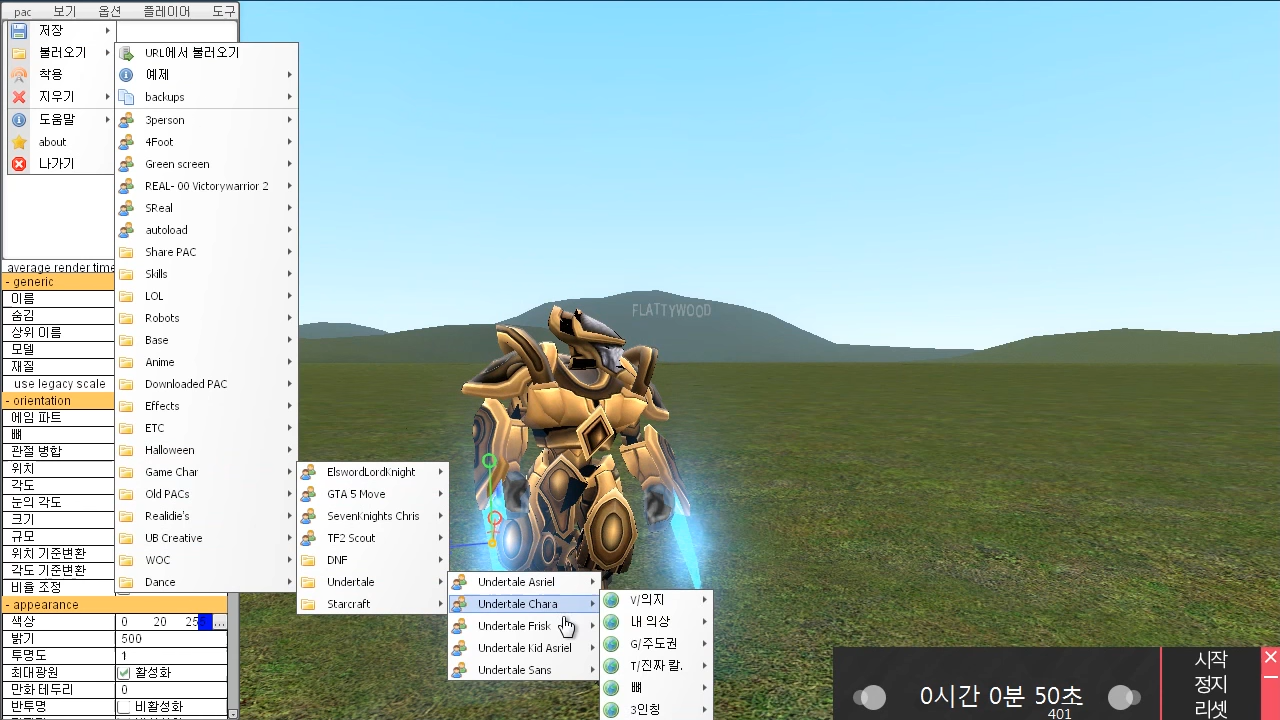 pac 보기 옵션 플레이어 도구
저장
불러오기
착용
지우기
도움말
about
나가기
URL에서 불러오기
예제
backups
3person
4Foot
Green screen
REAL- 00 Victorywarrior 2
SReal
autoload
Share PAC
Skills
LOL
Robots
Base
Anime
Downloaded PAC
Effects
ETC
Halloween
Game Char
Old PACs
Realidie's
UB Creative
WOC
Dance
ElswordLordKnight
GTA 5 Move
SevenKnights Chris
TF2 Scout
DNF
Undertale
Starcraft
Undertale Asriel
Undertale Chara
Undertale Frisk
Undertale Kid Asriel
Undertale Sans
V/의지
내 의상
G/주도권
T/진짜 칼.
뼈
3인칭
average render time
- generic
이름
숨김
상위 이름
모델
재질
use legacy scale
- orientation
에임 파트
뼈
관절 병합
위치
각도
눈의 각도
크기
규모
위치 기준변환
각도 기준변환
비율 조정
- appearance
색상 0 20 255 ...
밝기 500
투명도 1
최대광원 활성화
만화 테두리 0
반투명 비활성화
FLATTYWOOD
0시간 0분 50초
401
시작
정지
리셋